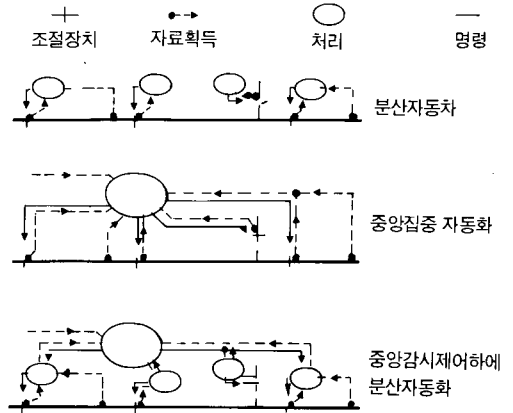 조절장치 자료획득 처리 명령
분산자동차
중앙집중 자동화
중앙감시제어하에
분산자동화